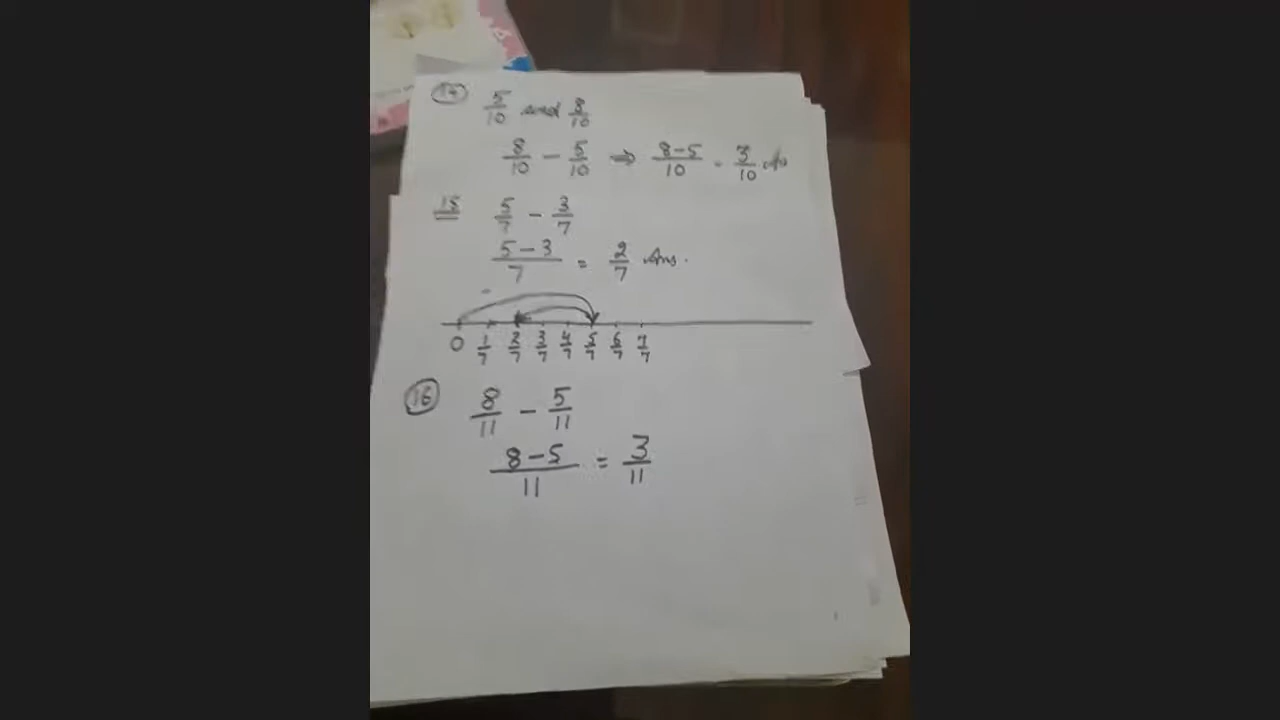 14 5/10 and 8/10
8/10 - 5/10 ⇒ 8-5/10 = 3/10
15 5/7 - 3/7
5-3/7 = 2/7 Ans.
0 1/7 2/7 3/7 4/7 5/7 6/7 7/7
16 8/11 - 5/11
8-5/11 = 3/11